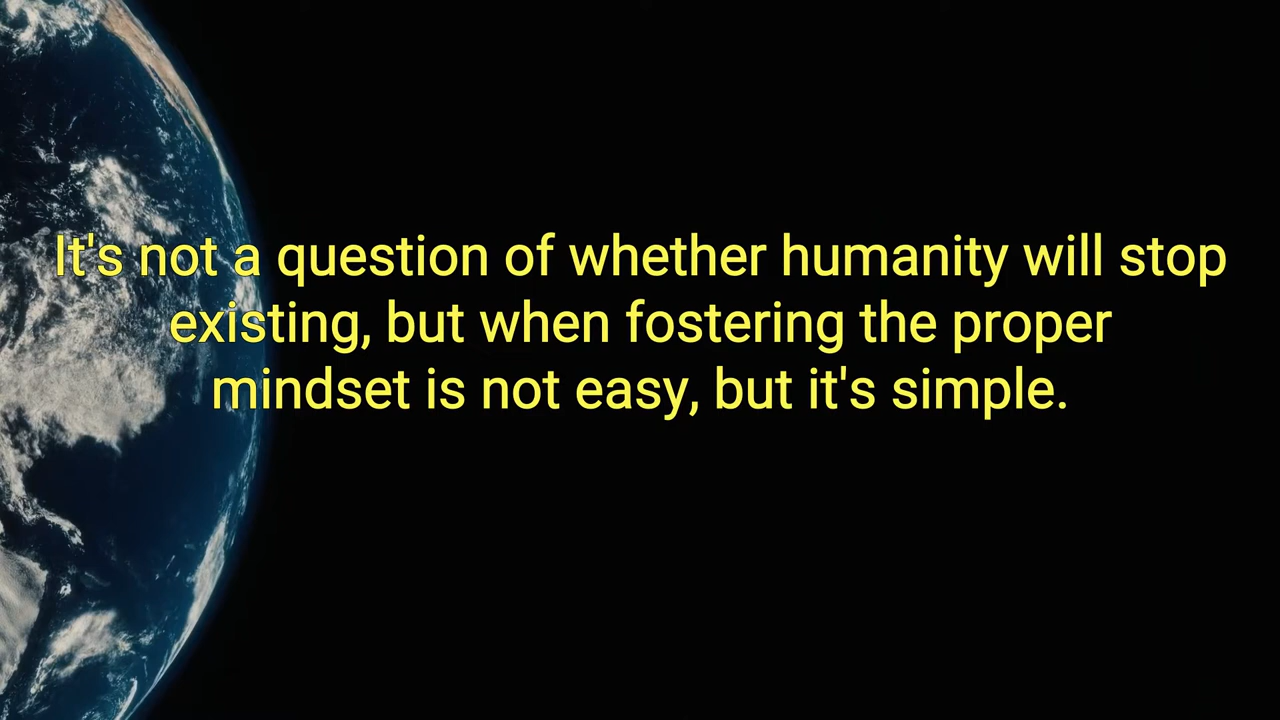 It's not a question of whether humanity will stop
existing, but when fostering the proper
mindset is not easy, but it's simple.